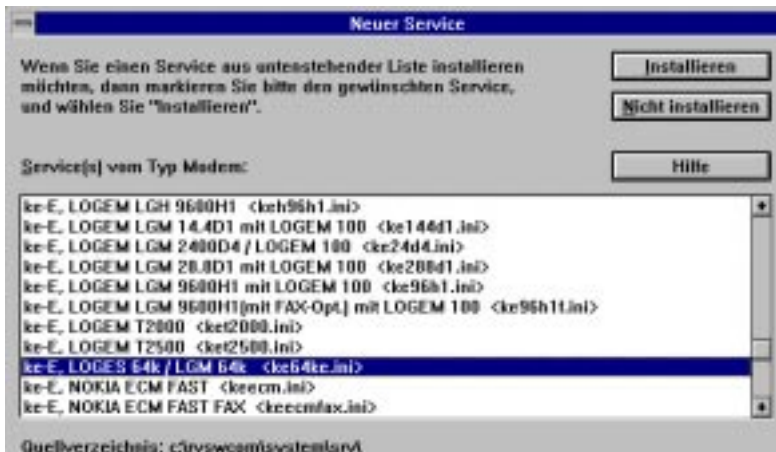 Neuer Service
Wenn Sie einen Service aus untenstehender Liste installieren
möchten, dann markieren Sie bitte den gewünschten Service,
und wählen Sie "Installieren".
Installieren
Nicht installieren
Service(s) vom Typ Modem:
Hilfe
ke-E, LOGEM LGH 9600H1 <keh96h1.ini>
ke-E, LOGEM LGM 14.4D1 mit LOGEM 100 <ke144d1.ini>
ke-E, LOGEM LGM 2400D4 / LOGEM 100 <ke24d4.ini>
ke-E, LOGEM LGM 28.8D1 mit LOGEM 100 <ke288d1.ini>
ke-E, LOGEM LGM 9600H1 mit LOGEM 100 <ke96h1.ini>
ke-E, LOGEM LGM 9600H1(mit FAX-Opt.) mit LOGEM 100 <ke96h1f.ini>
ke-E, LOGEM T2000 <ket2000.ini>
ke-E, LOGEM T2500 <ket2500.ini>
ke-E, LOGES 64k / LGM 64k <ke64ke.ini>
ke-E, NOKIA ECM FAST <keecm.ini>
ke-E, NOKIA ECM FAST FAX <keecmfax.ini>
Quellverzeichnis: c:\rvswcom\system\srv\